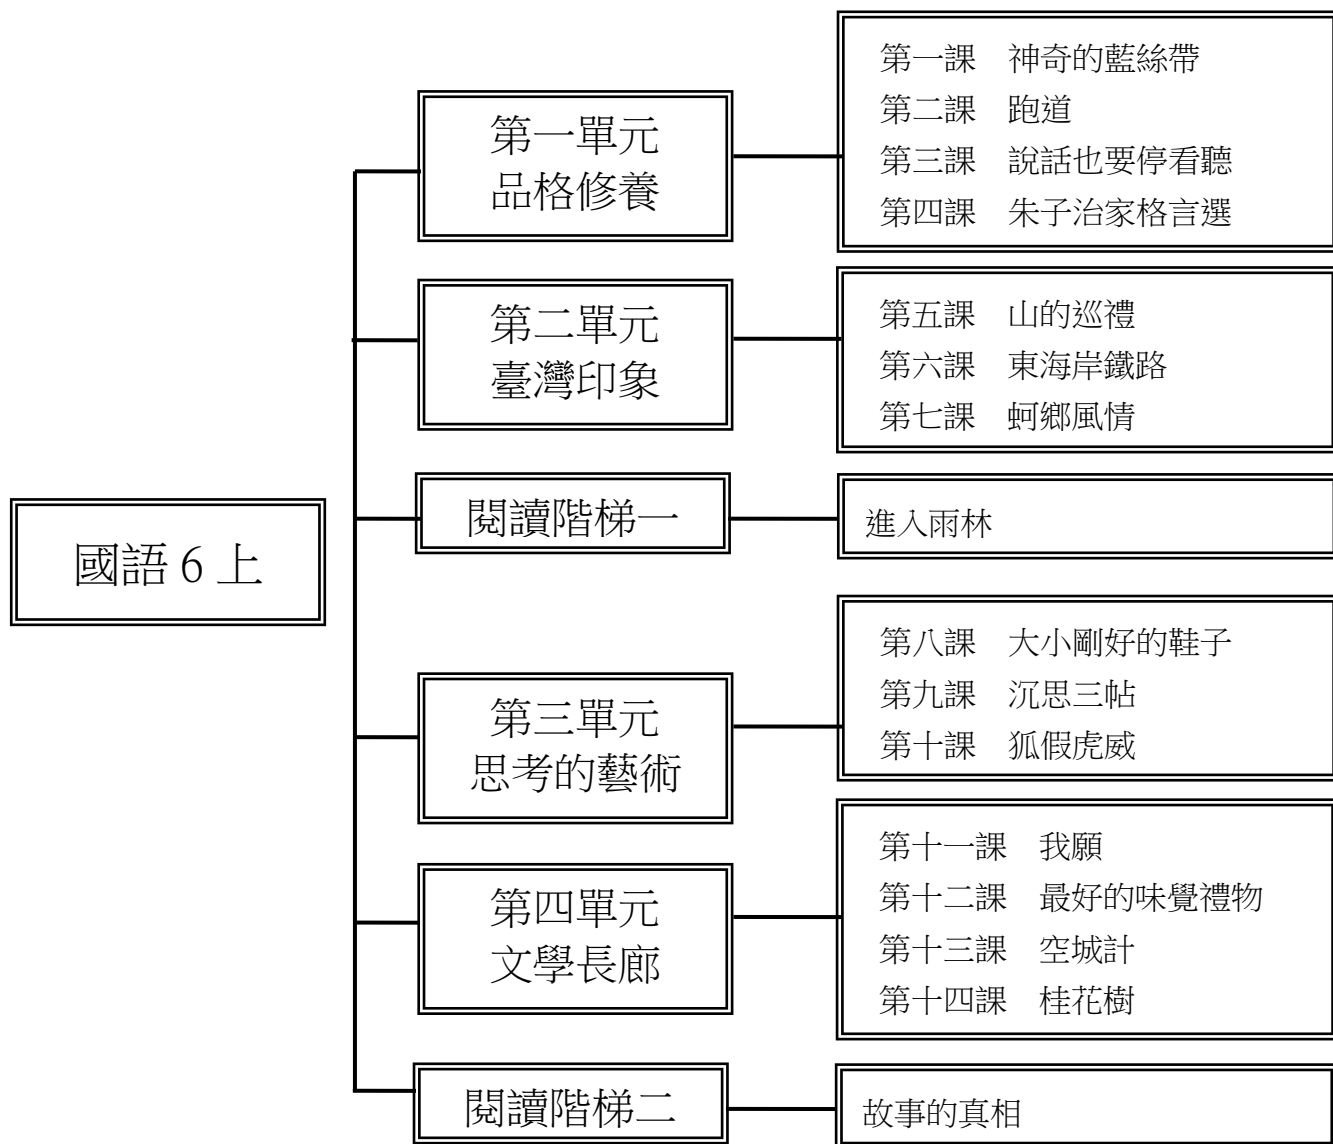 國語 6 上
第一單元
品格修養
第一課　神奇的藍絲帶
第二課　跑道
第三課　說話也要停看聽
第四課　朱子治家格言選
第二單元
臺灣印象
第五課　山的巡禮
第六課　東海岸鐵路
第七課　蚵鄉風情
閱讀階梯一
進入雨林
第三單元
思考的藝術
第八課　大小剛好的鞋子
第九課　沉思三帖
第十課　狐假虎威
第四單元
文學長廊
第十一課　我願
第十二課　最好的味覺禮物
第十三課　空城計
第十四課　桂花樹
閱讀階梯二
故事的真相